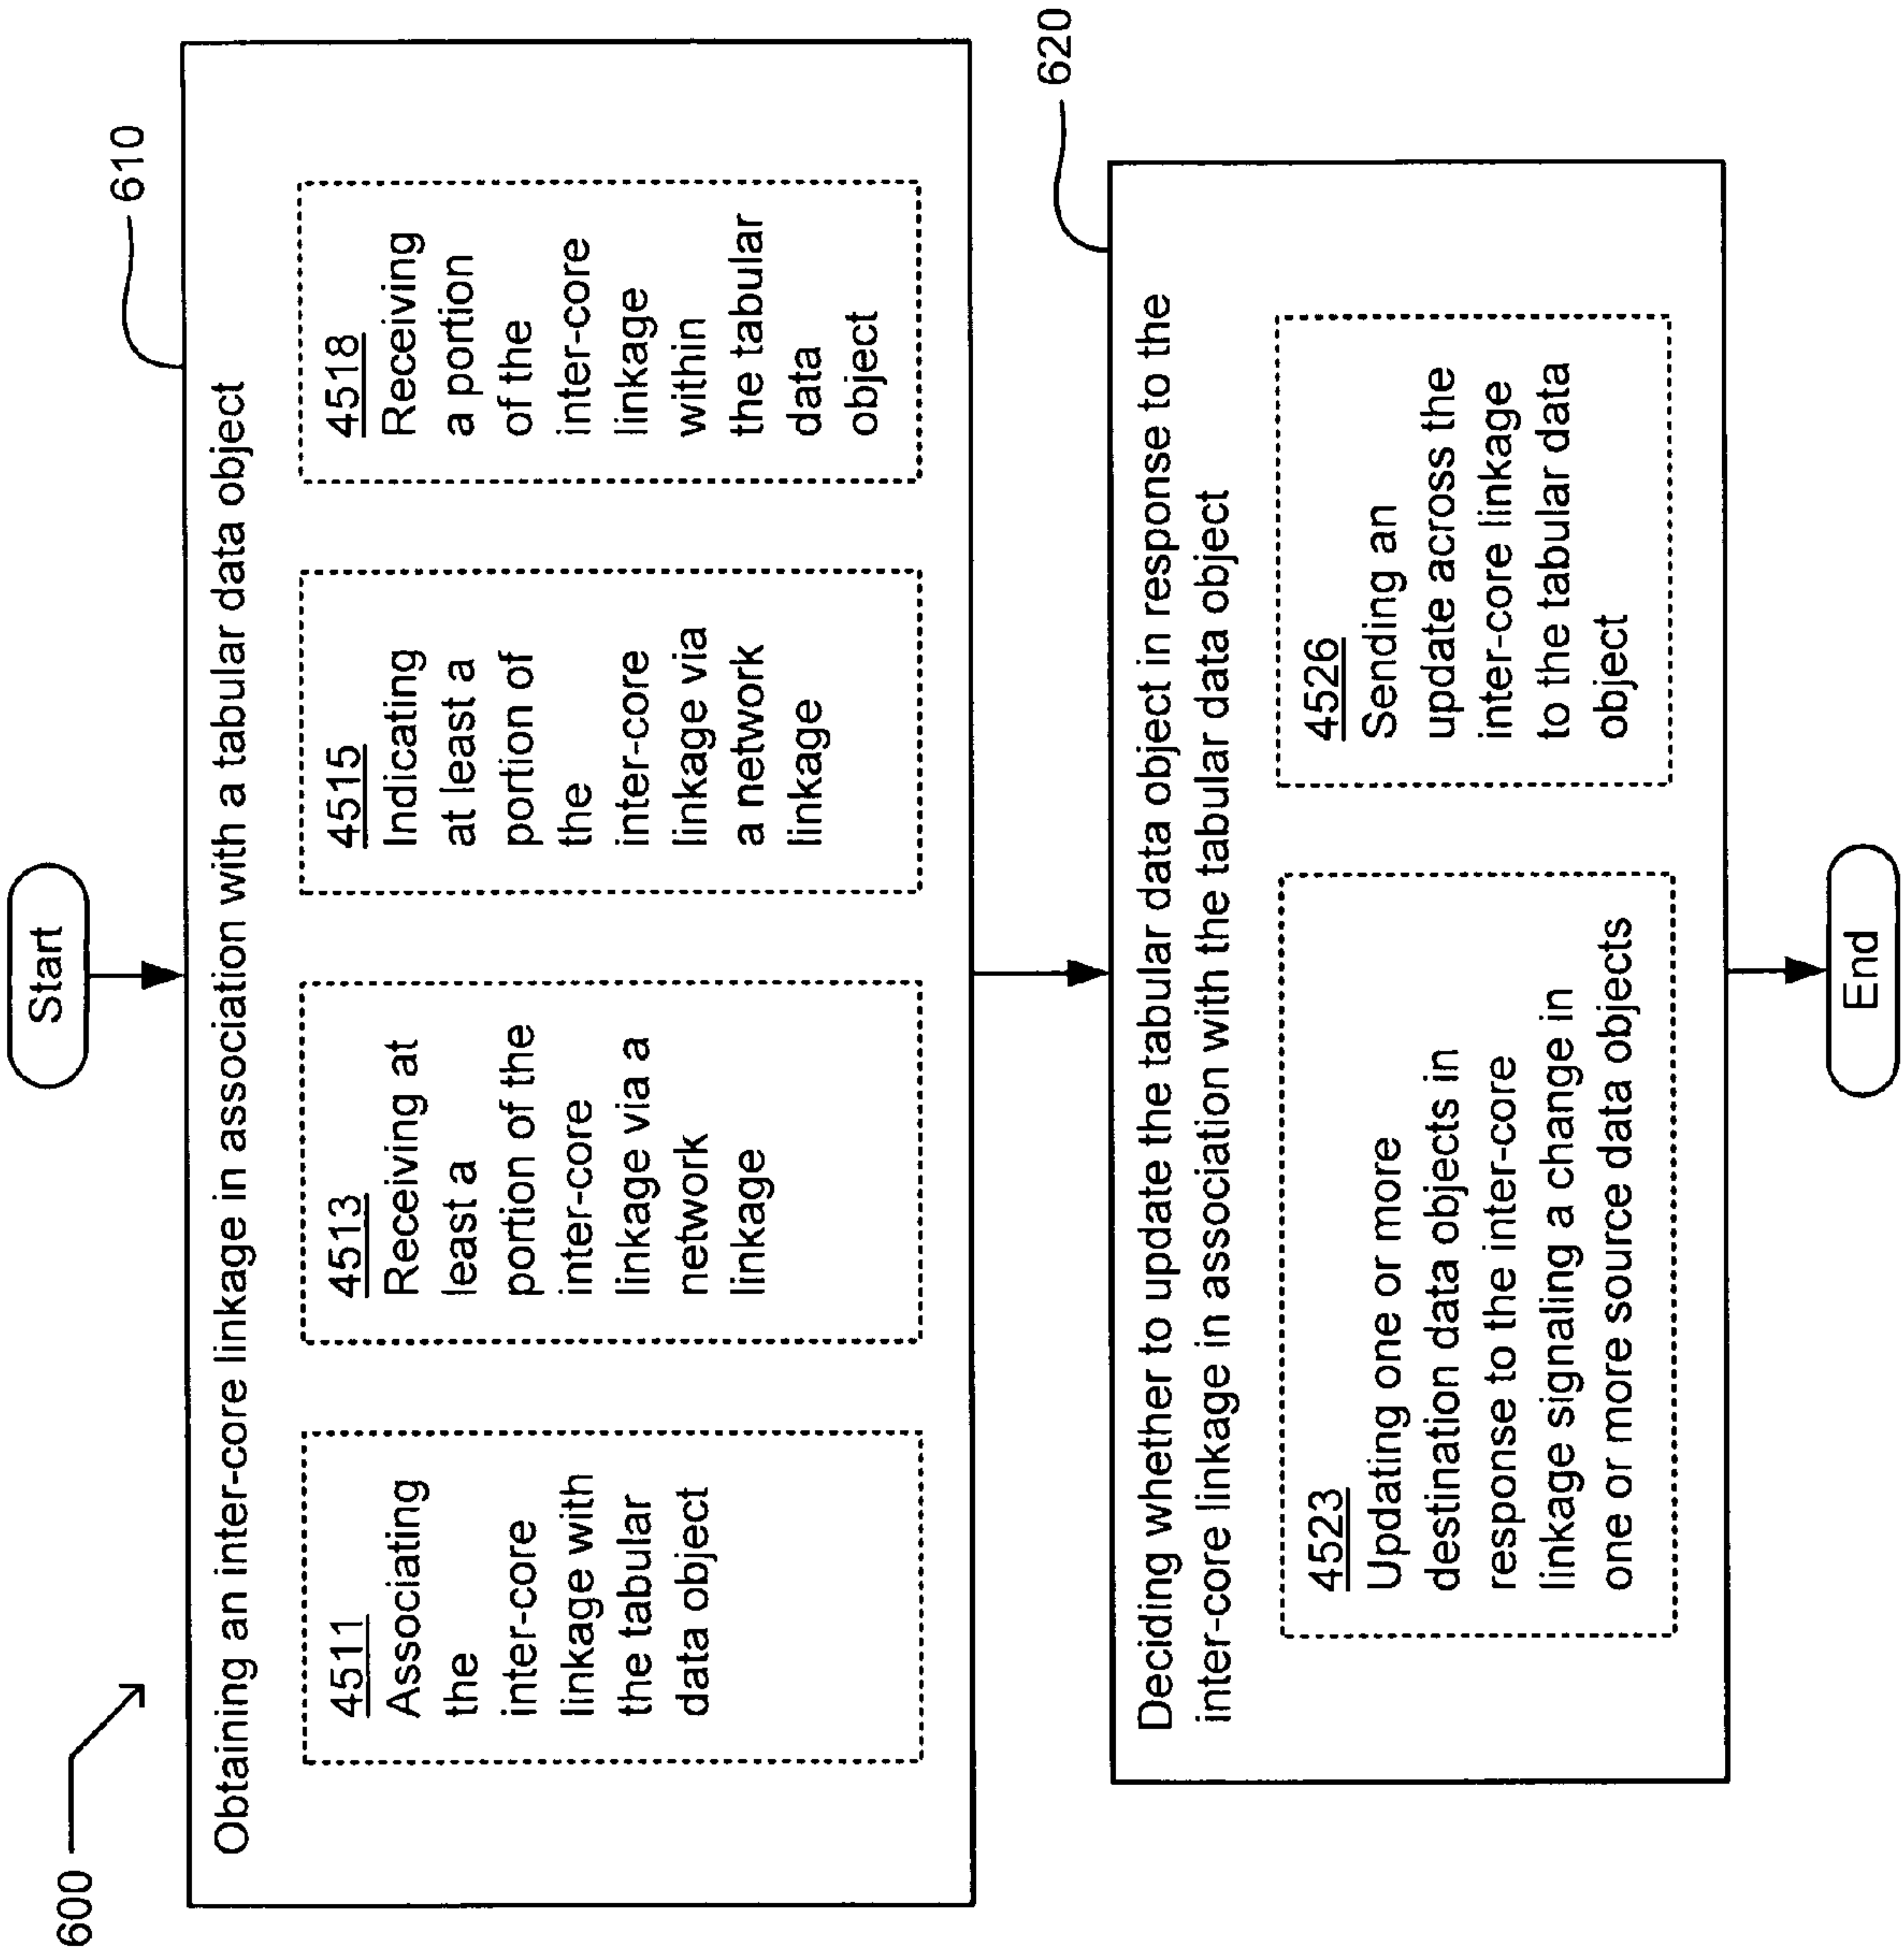 600
Start
610
Obtaining an inter-core linkage in association with a tabular data object
4511
Associating
the
inter-core
linkage with
the tabular
data object
4513
Receiving at
least a
portion of the
inter-core
linkage via a
network
linkage
4515
Indicating
at least a
portion of
the
inter-core
linkage via
a network
linkage
4518
Receiving
a portion
of the
inter-core
linkage
within
the tabular
data
object
620
Deciding whether to update the tabular data object in response to the
inter-core linkage in association with the tabular data object
4523
Updating one or more
destination data objects in
response to the inter-core
linkage signaling a change in
one or more source data objects
4526
Sending an
update across the
inter-core linkage
to the tabular data
object
End